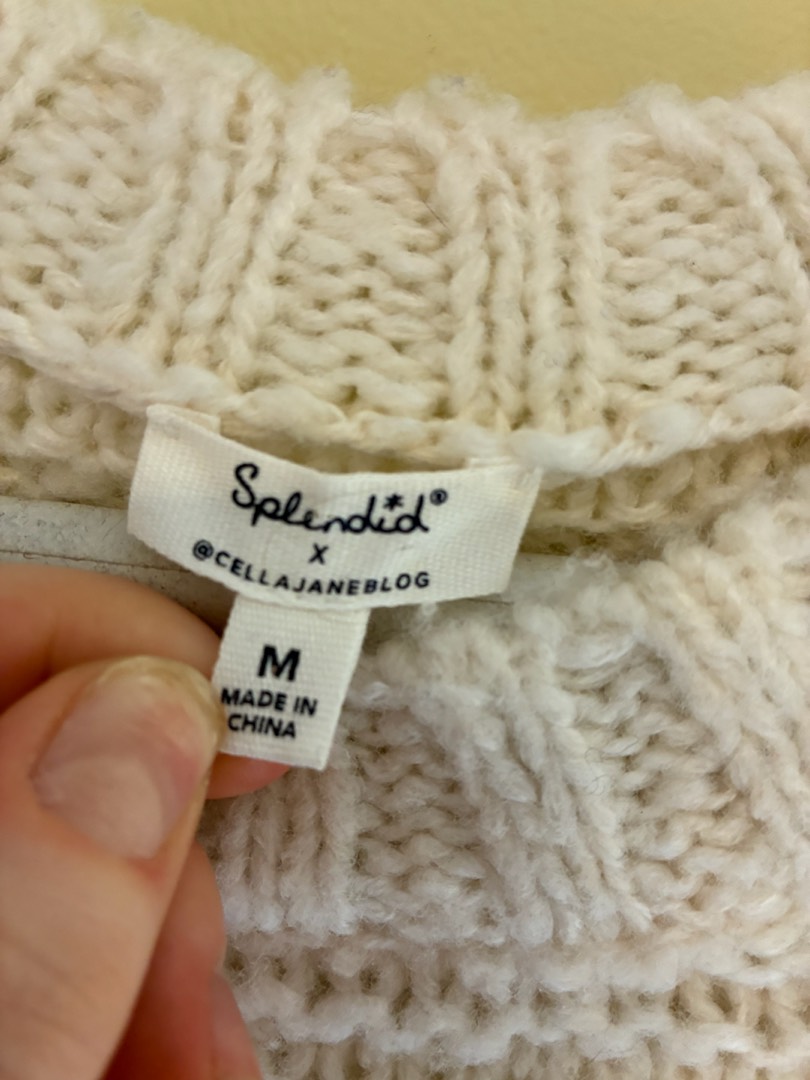 Splendid®
X
@CELLAJANEBLOG
M
MADE IN
CHINA